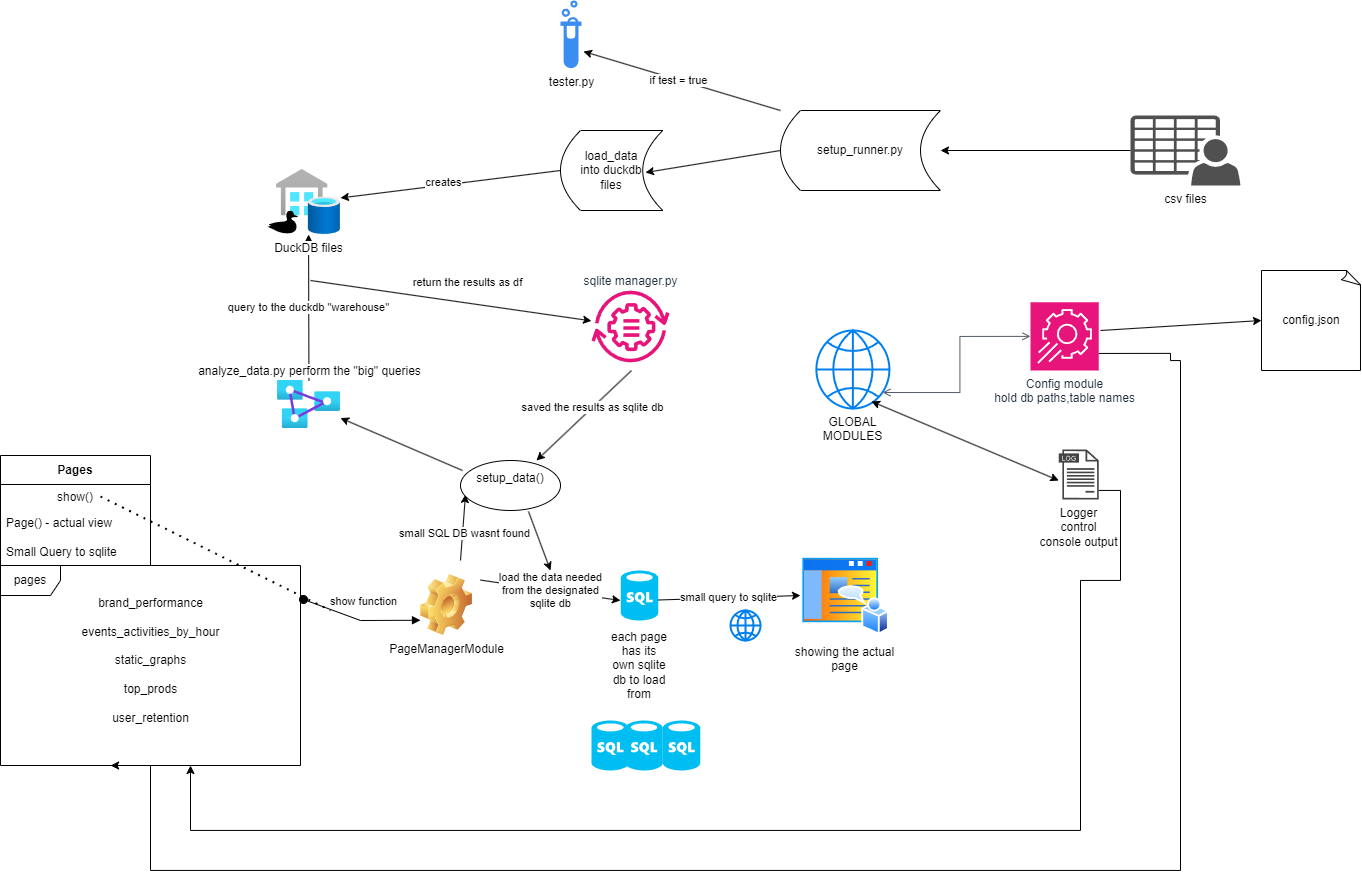 tester.py
if test = true
setup_runner.py
csv files
load_data
into duckdb
files
creates
DuckDB files
return the results as df
sqlite manager.py
query to the duckdb "warehouse"
analyze_data.py perform the "big" queries
saved the results as sqlite db
config.json
Config module
hold db paths,table names
GLOBAL
MODULES
LOG
Logger
control
console output
setup_data()
small SQL DB wasnt found
Pages
show()
Page() - actual view
Small Query to sqlite
pages
brand_performance
events_activities_by_hour
static_graphs
top_prods
user_retention
show function
PageManagerModule
load the data needed
from the designated
sqlite db
SQL
each page
has its
own sqlite
db to load
from
small query to sqlite
showing the actual
page
SQL
SQL
SQL